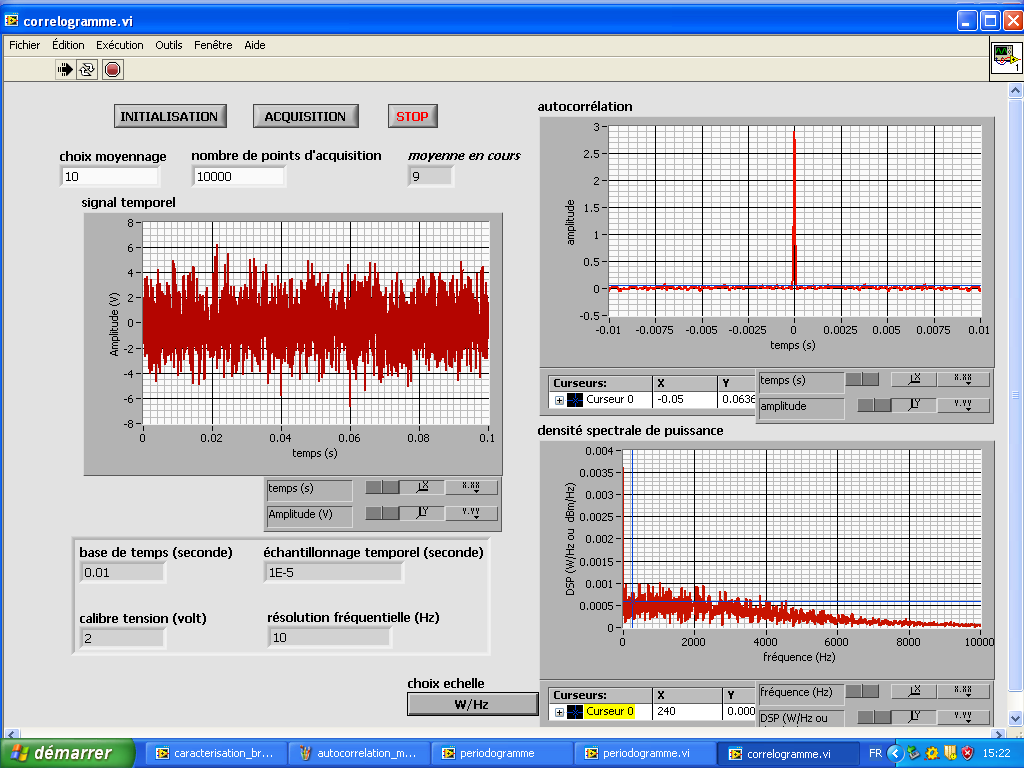 correlogramme.vi
Fichier Édition Exécution Outils Fenêtre Aide
1
INITIALISATION ACQUISITION STOP
choix moyennage nombre de points d'acquisition moyenne en cours
10 10000 9
signal temporel
Amplitude (V)
8
6
4
2
0
-2
-4
-6
-8
0 0.02 0.04 0.06 0.08 0.1
temps (s)
temps (s) X.XX
Amplitude (V) Y.YY
base de temps (seconde) échantillonnage temporel (seconde)
0.01 1E-5
calibre tension (volt) résolution fréquentielle (Hz)
2 10
choix echelle
W/Hz
autocorrélation
amplitude
3
2.5
2
1.5
1
0.5
0
-0.5
-0.01 -0.0075 -0.005 -0.0025 0 0.0025 0.005 0.0075 0.01
temps (s)
Curseurs: X Y
Curseur 0 -0.05 0.0636
temps (s) X.XX
amplitude Y.YY
densité spectrale de puissance
DSP (W/Hz ou dBm/Hz)
0.004
0.0035
0.003
0.0025
0.002
0.0015
0.001
0.0005
0
0 2000 4000 6000 8000 10000
fréquence (Hz)
Curseurs: X Y
Curseur 0 240 0.000
fréquence (Hz) X.XX
DSP (W/Hz ou Y.YY
démarrer caracterisation_br... autocorrelation_m... periodogramme periodogramme.vi correlogramme.vi FR 15:22